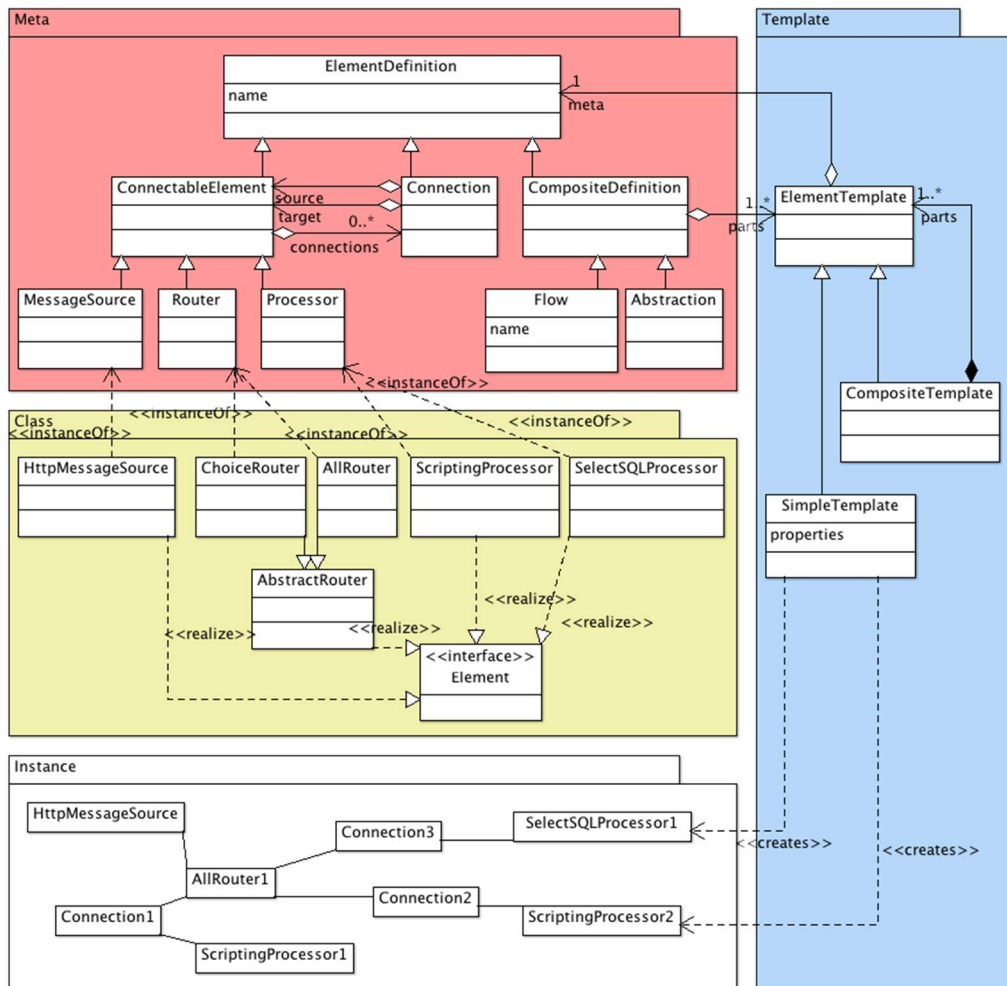 Meta
Template
ElementDefinition
name
1
meta
ConnectableElement
Connection
CompositeDefinition
ElementTemplate
source
target
0..*
connections
1..*
parts
1..*
parts
MessageSource
Router
Processor
Flow
name
Abstraction
<<instanceOf>>
CompositeTemplate
<<instanceOf>>
Class
<<instanceOf>>
<<instanceOf>>
<<instanceOf>>
HttpMessageSource
ChoiceRouter
AllRouter
ScriptingProcessor
SelectSQLProcessor
SimpleTemplate
properties
AbstractRouter
<<realize>>
<<realize>>
<<realize>>
<<realize>>
<<interface>>
Element
Instance
HttpMessageSource
Connection3
SelectSQLProcessor1
<<creates>>
<<creates>>
AllRouter1
Connection2
Connection1
ScriptingProcessor2
ScriptingProcessor1